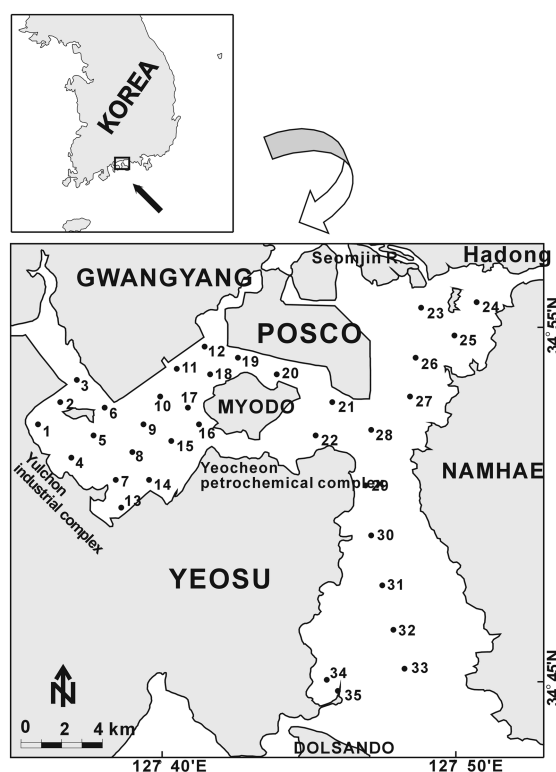 KOREA
Seomjin R.
Hadong
GWANGYANG
POSCO
34° 55'N
23
24
25
12
19
26
11
18
20
3
2
6
10
17
MYODO
21
27
1
5
9
16
22
28
4
8
15
Yeocheon
petrochemical complex
NAMHAE
Yulchon
industrial complex
7
14
29
13
30
YEOSU
31
32
34
33
35
34° 45'N
N
0 2 4 km
DOLSANDO
127° 40'E
127° 50'E